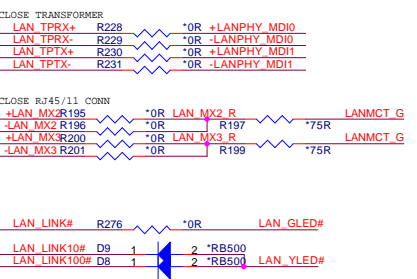 CLOSE TRANSFORMER
LAN_TPRX+ R228 *0R +LANPHY_MDI0
LAN_TPRX- R229 *0R -LANPHY_MDI0
LAN_TPTX+ R230 *0R +LANPHY_MDI1
LAN_TPTX- R231 *0R -LANPHY_MDI1
CLOSE RJ45/11 CONN
+LAN_MX2 R195 *0R LAN_MX2_R LANMCT_G
-LAN_MX2 R196 *0R R197 *75R
+LAN_MX3 R200 *0R LAN_MX3_R LANMCT_G
-LAN_MX3 R201 *0R R199 *75R
LAN_LINK# R276 *0R LAN_GLED#
LAN_LINK10# D9 1 2 *RB500
LAN_LINK100# D8 1 2 *RB500 LAN_YLED#